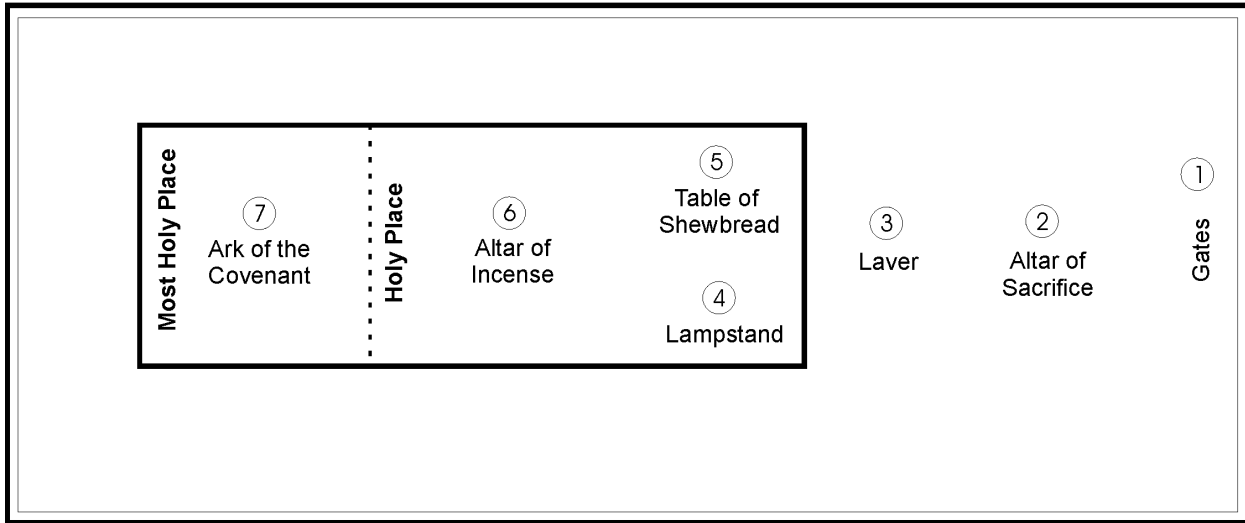 Most Holy Place
7
Ark of the
Covenant
Holy Place
6
Altar of
Incense
5
Table of
Shewbread
4
Lampstand
3
Laver
2
Altar of
Sacrifice
1
Gates